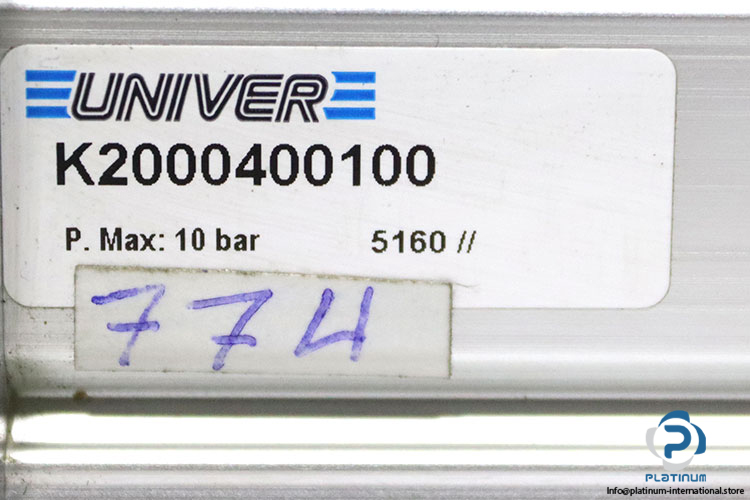 UNIVER
K2000400100
P. Max: 10 bar 5160 //
774
PLATINUM
Info@platinum-international.store